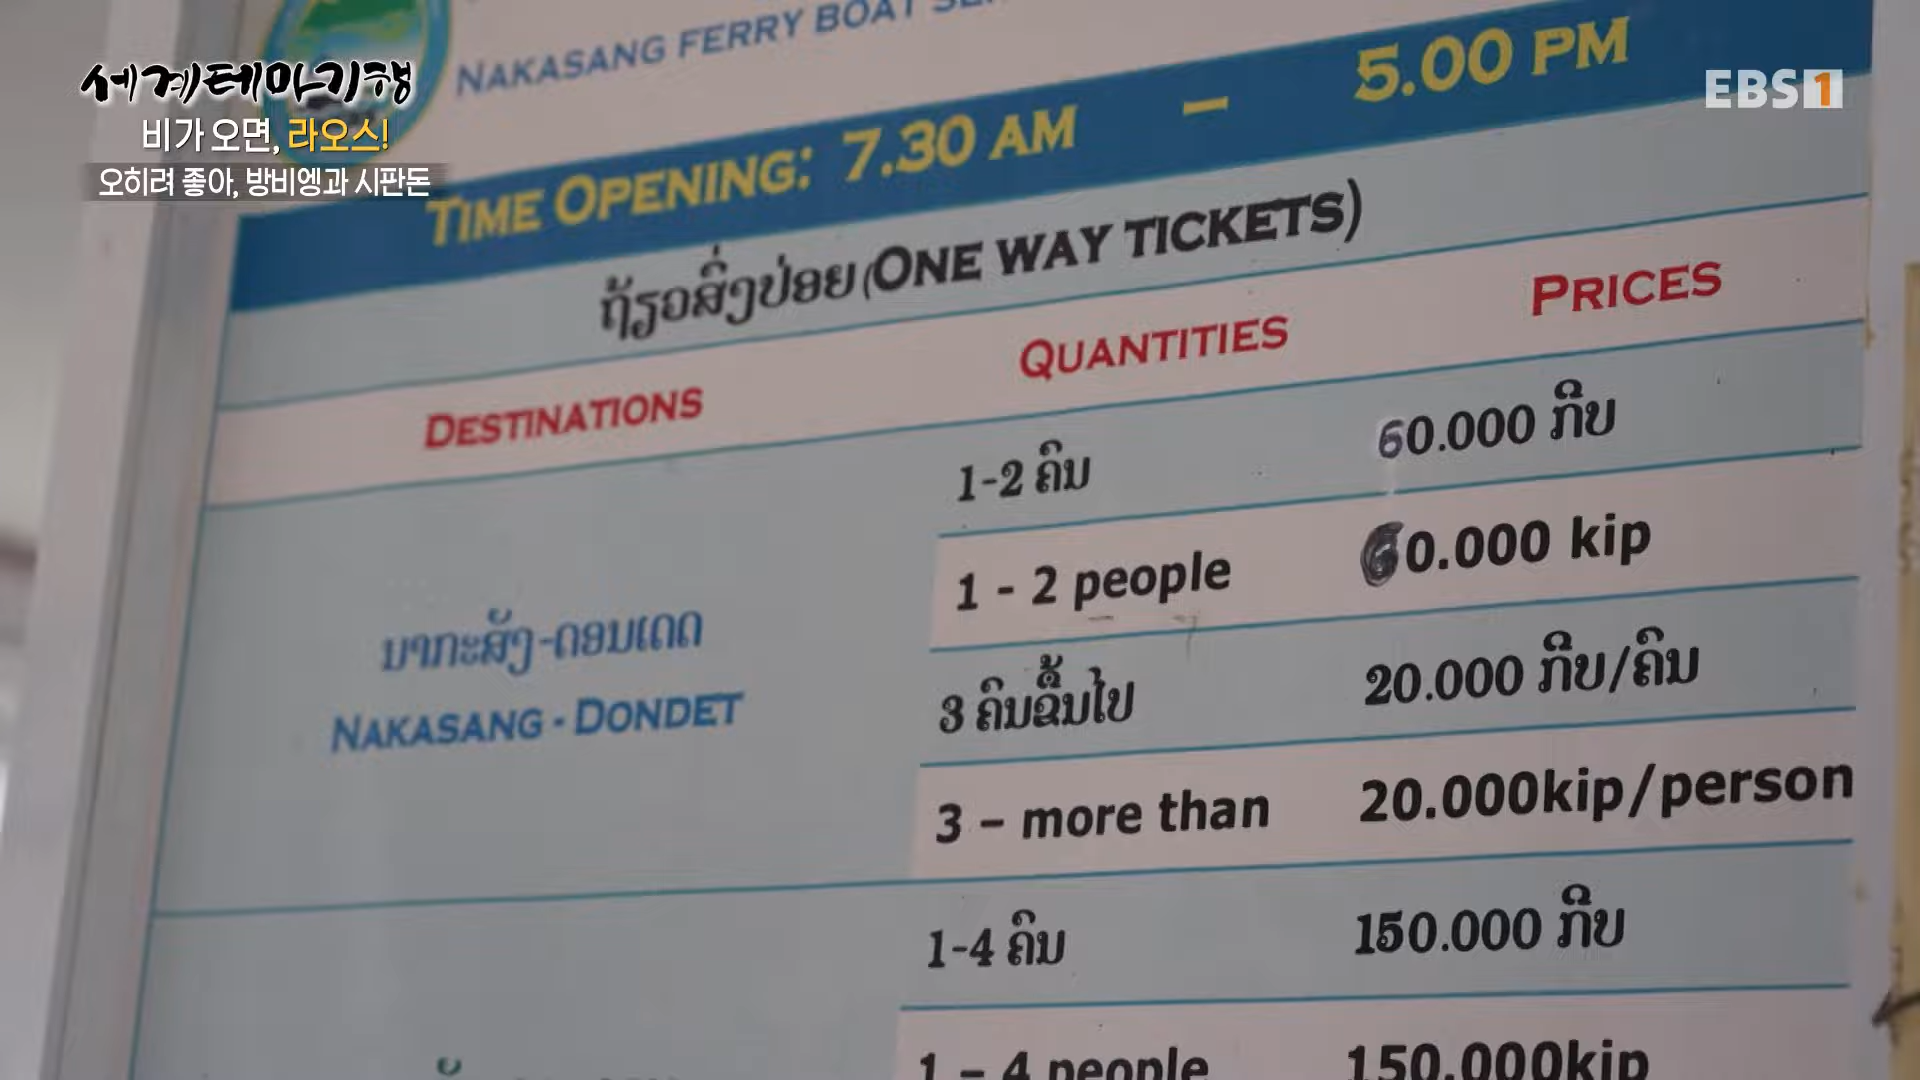 NAKASANG FERRY BOAT
세계테마기행
비가 오면, 라오스!
오히려 좋아, 방비엥과 시판돈
EBS1
TIME OPENING: 7.30 AM – 5.00 PM
ຖ້ຽວສົ່ງປ່ອຍ (ONE WAY TICKETS)
DESTINATIONS QUANTITIES PRICES
1-2 ຄົນ 60.000 ກີບ
1 - 2 people 60.000 kip
ນາກະສັງ-ດອນເດດ
3 ຄົນຂຶ້ນໄປ 20.000 ກີບ/ຄົນ
NAKASANG - DONDET
3 – more than 20.000kip/person
1-4 ຄົນ 150.000 ກີບ
1 – 4 people 150.000kip